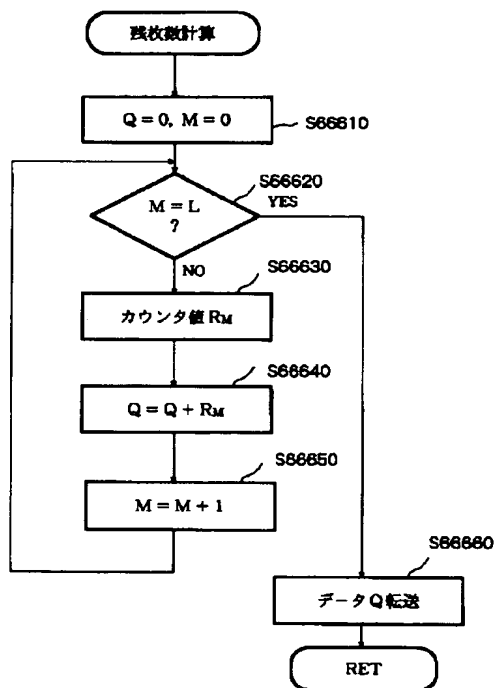 残枚数計算
Q = 0, M = 0
S66610
S66620
M = L
?
YES
NO
S66630
カウンタ値 RM
S66640
Q = Q + RM
S66650
M = M + 1
S66660
データ Q 転送
RET